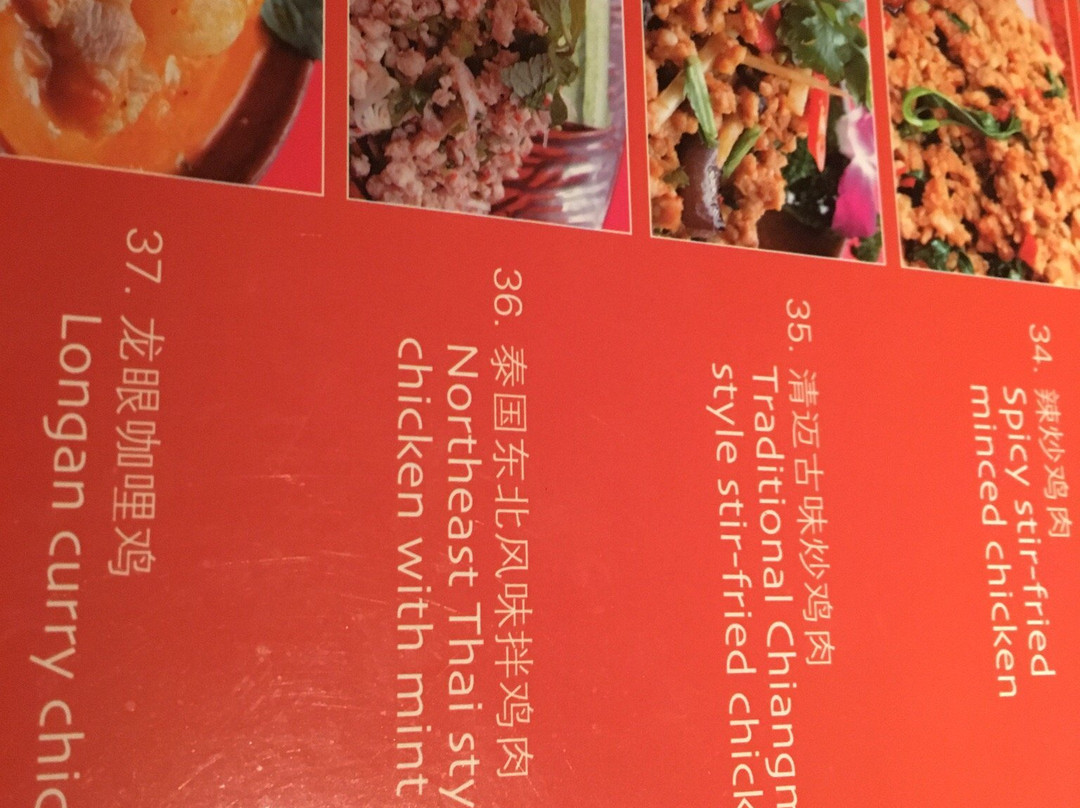 34. 辣炒鸡肉
Spicy stir-fried
minced chicken
35. 清迈古味炒鸡肉
Traditional Chiangm
style stir-fried chick
36. 泰国东北风味拌鸡肉
Northeast Thai sty
chicken with mint
37. 龙眼咖哩鸡
Longan curry chic